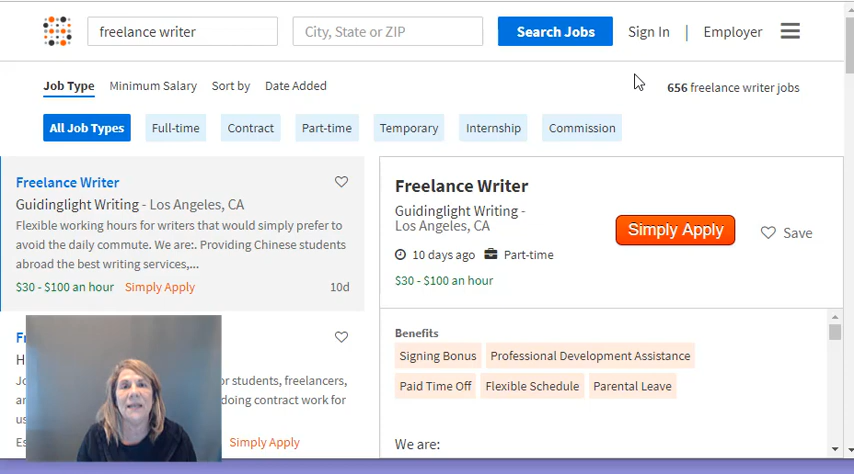 freelance writer
City, State or ZIP
Search Jobs
Sign In
|
Employer
Job Type
Minimum Salary
Sort by
Date Added
656 freelance writer jobs
All Job Types
Full-time
Contract
Part-time
Temporary
Internship
Commission
Freelance Writer
Guidinglight Writing - Los Angeles, CA
Flexible working hours for writers that would simply prefer to
avoid the daily commute. We are:. Providing Chinese students
abroad the best writing services,...
$30 - $100 an hour
Simply Apply
10d
or students, freelancers,
doing contract work for
Simply Apply
Freelance Writer
Guidinglight Writing -
Los Angeles, CA
10 days ago
Part-time
$30 - $100 an hour
Simply Apply
Save
Benefits
Signing Bonus
Professional Development Assistance
Paid Time Off
Flexible Schedule
Parental Leave
We are: